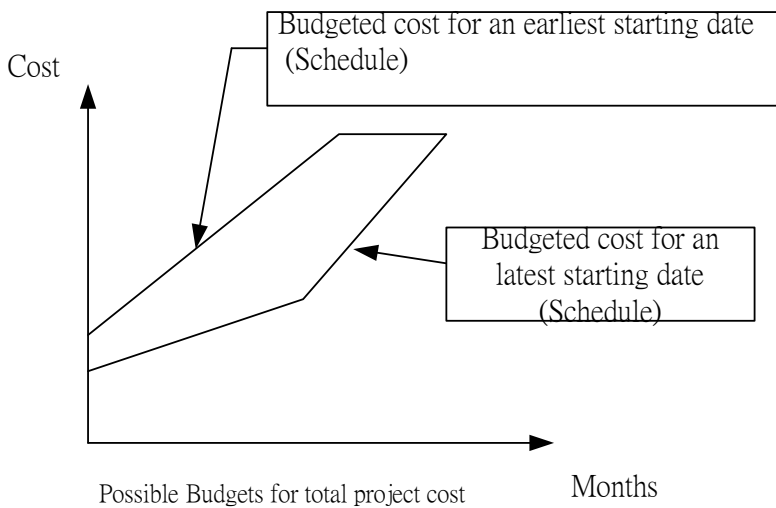 Budgeted cost for an earliest starting date
(Schedule)
Cost
Budgeted cost for an
latest starting date
(Schedule)
Months
Possible Budgets for total project cost